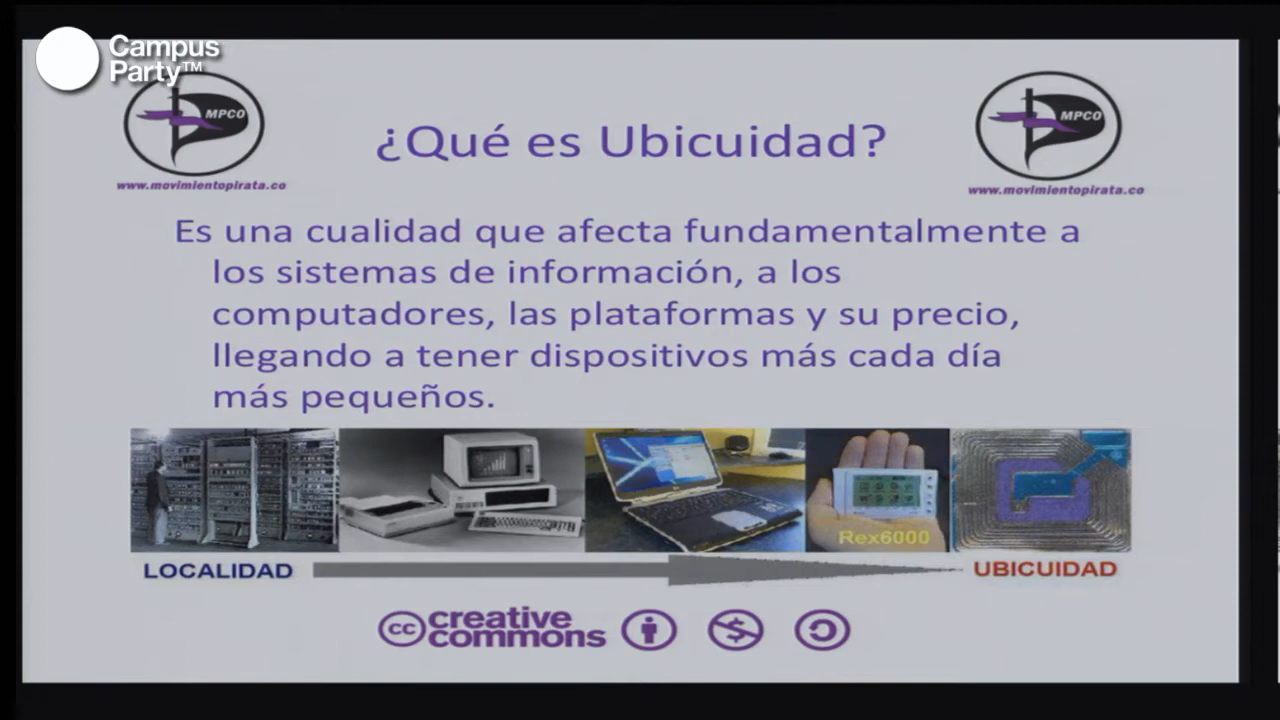 Campus
Party™
MPCO
www.movimientopirata.co
¿Qué es Ubicuidad?
MPCO
www.movimientopirata.co
Es una cualidad que afecta fundamentalmente a
los sistemas de información, a los
computadores, las plataformas y su precio,
llegando a tener dispositivos más cada día
más pequeños.
Rex6000
LOCALIDAD
UBICUIDAD
cc creative
commons